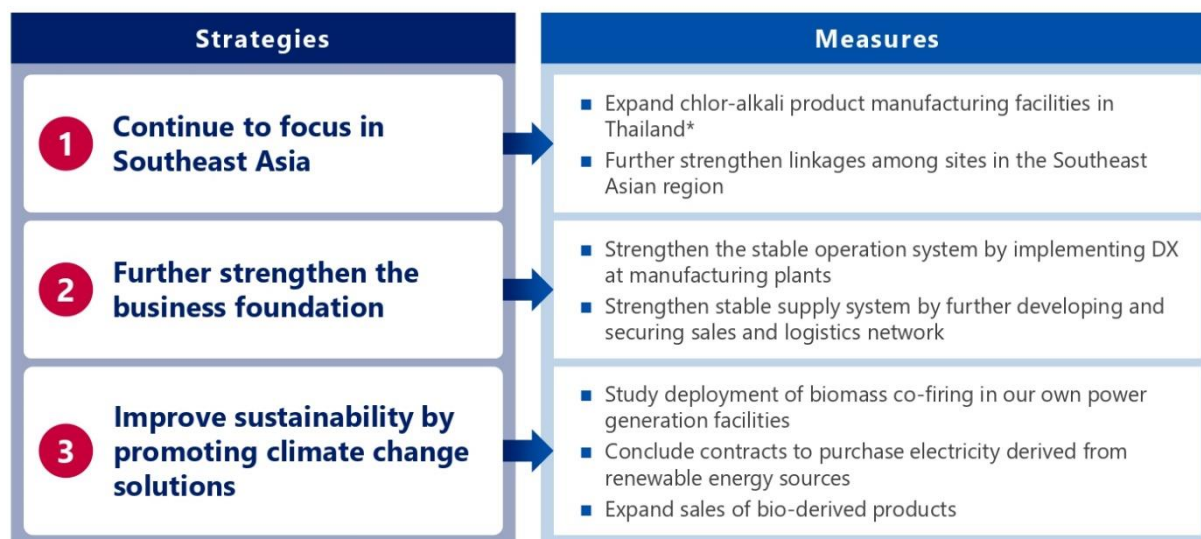 Strategies
Measures
1
Continue to focus in
Southeast Asia
■ Expand chlor-alkali product manufacturing facilities in
Thailand*
■ Further strengthen linkages among sites in the Southeast
Asian region
2
Further strengthen the
business foundation
■ Strengthen the stable operation system by implementing DX
at manufacturing plants
■ Strengthen stable supply system by further developing and
securing sales and logistics network
3
Improve sustainability by
promoting climate change
solutions
■ Study deployment of biomass co-firing in our own power
generation facilities
■ Conclude contracts to purchase electricity derived from
renewable energy sources
■ Expand sales of bio-derived products